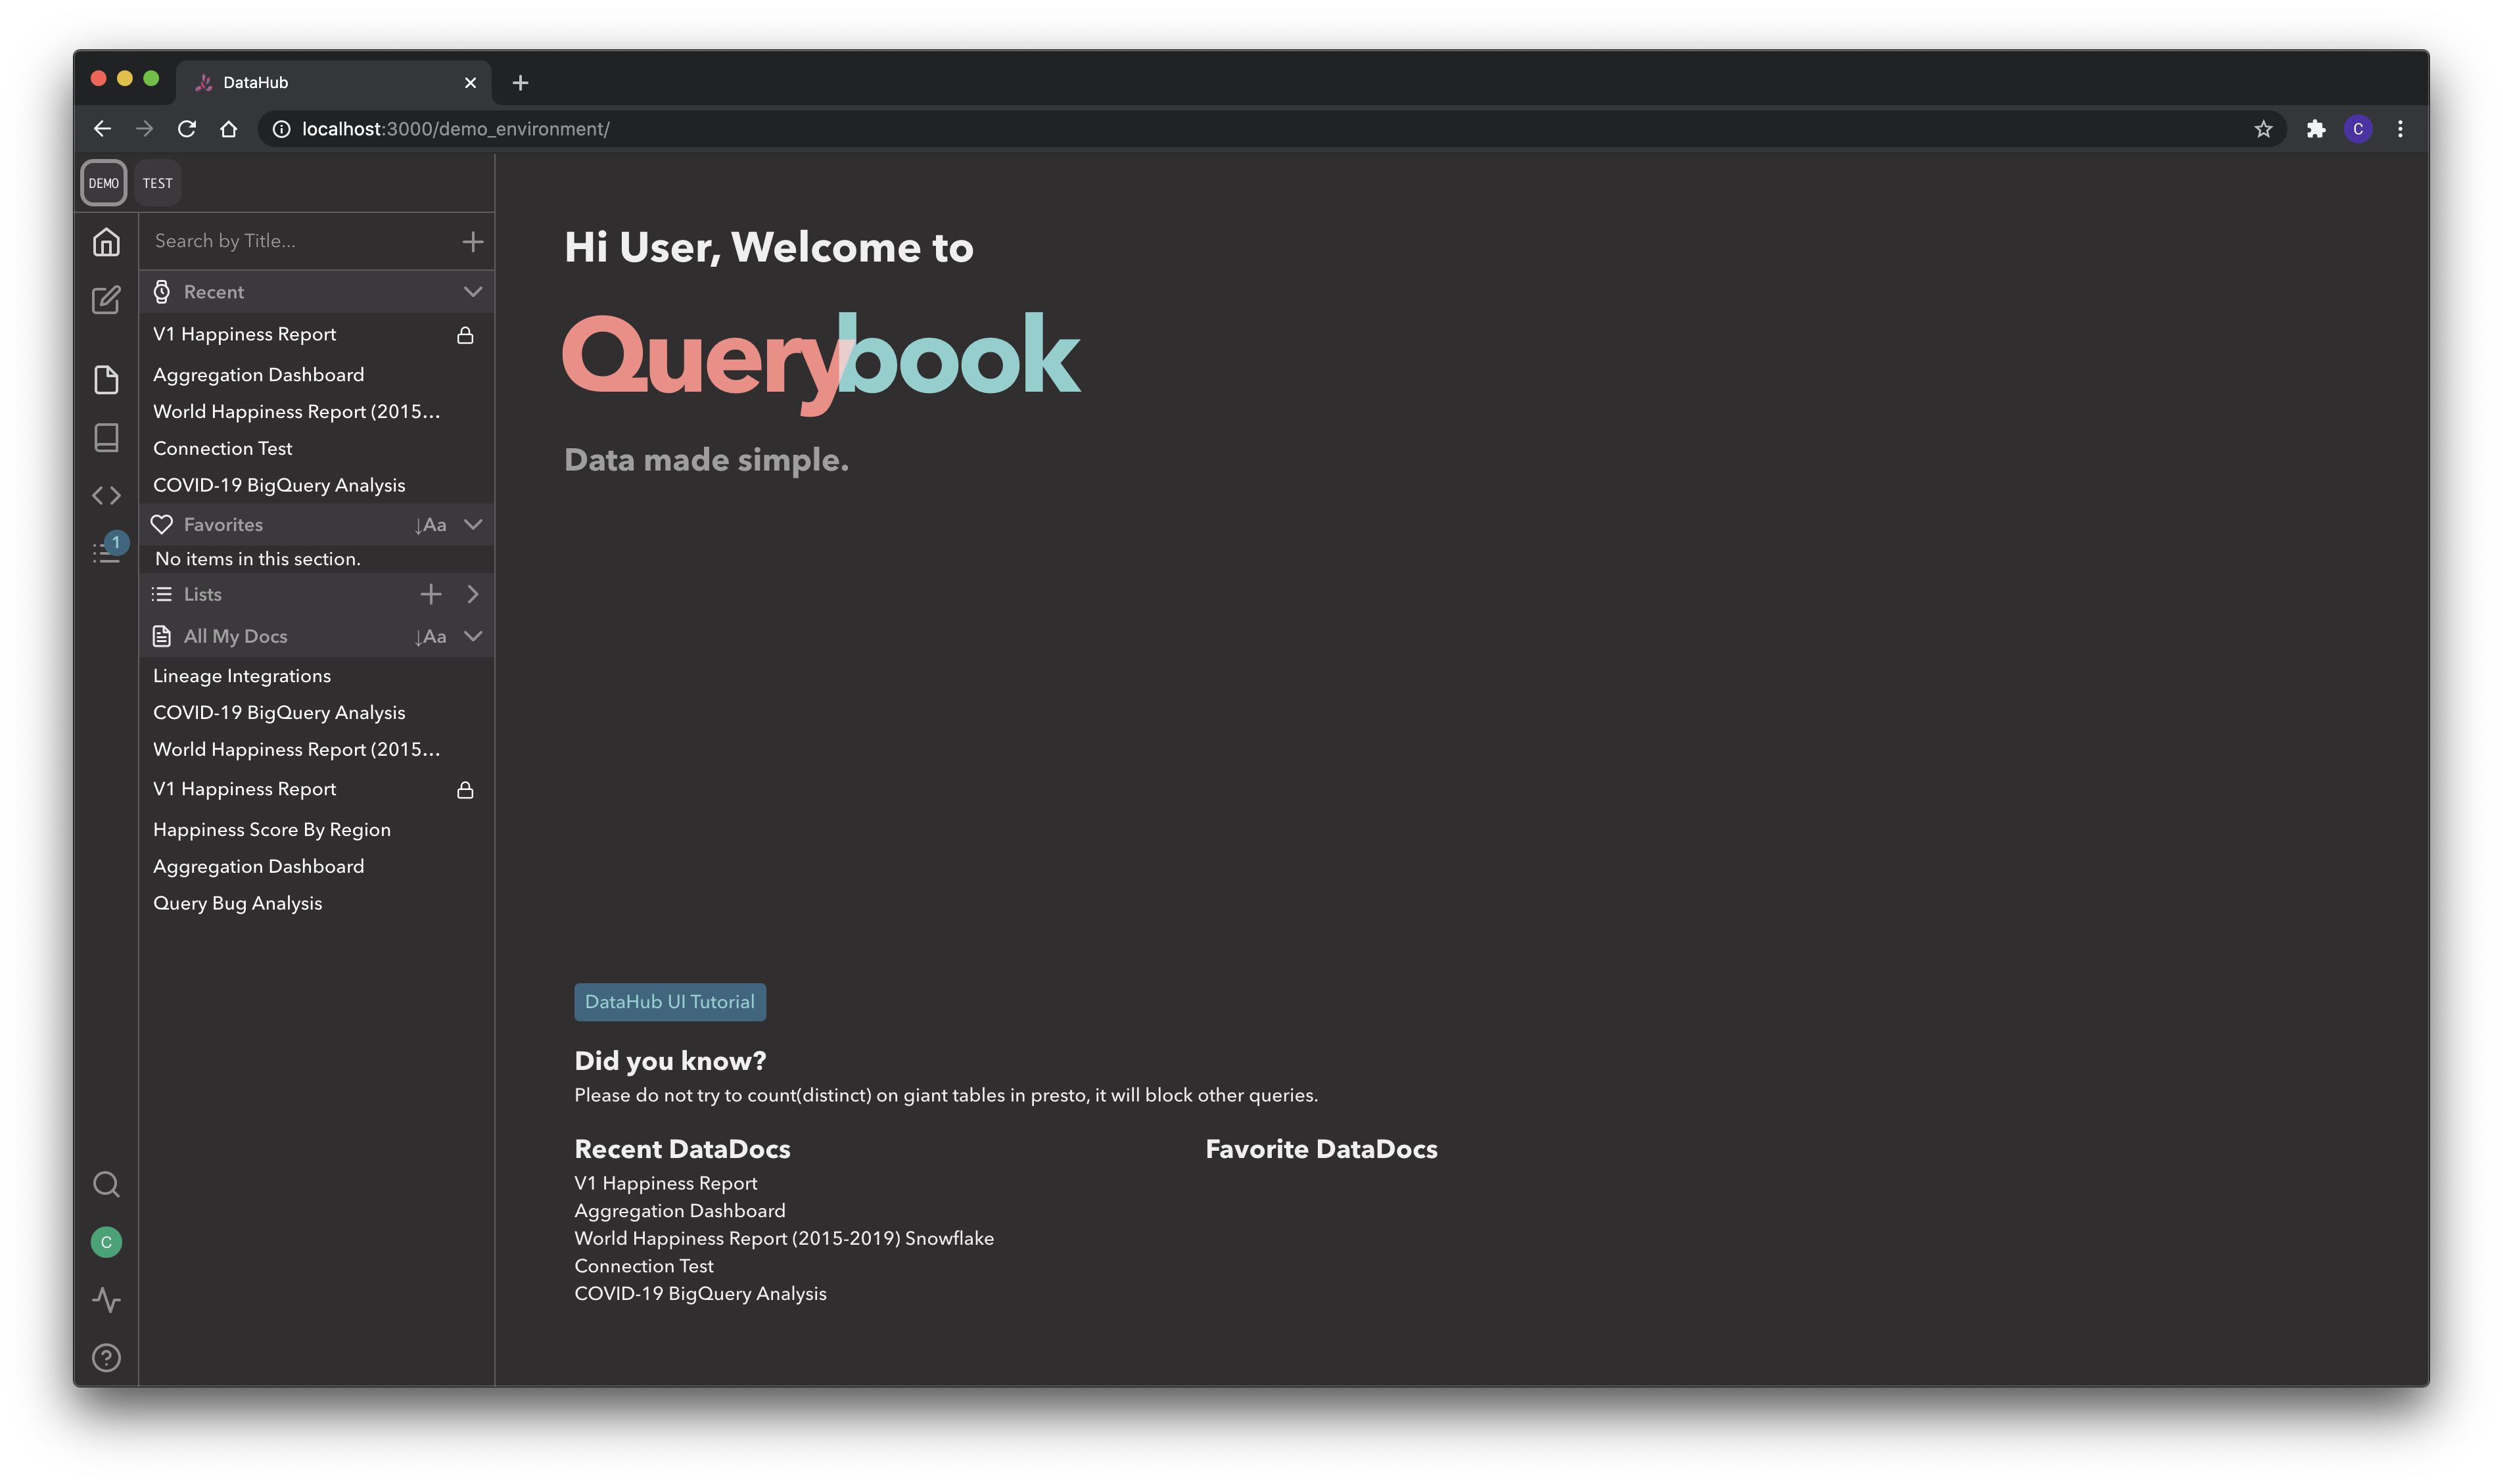 DataHub
localhost:3000/demo_environment/
C
DEMO
TEST
Search by Title...
Recent
V1 Happiness Report
Aggregation Dashboard
World Happiness Report (2015...
Connection Test
COVID-19 BigQuery Analysis
Favorites
↓Aa
No items in this section.
Lists
All My Docs
↓Aa
Lineage Integrations
COVID-19 BigQuery Analysis
World Happiness Report (2015...
V1 Happiness Report
Happiness Score By Region
Aggregation Dashboard
Query Bug Analysis
1
C
Hi User, Welcome to
Querybook
Data made simple.
DataHub UI Tutorial
Did you know?
Please do not try to count(distinct) on giant tables in presto, it will block other queries.
Recent DataDocs
V1 Happiness Report
Aggregation Dashboard
World Happiness Report (2015-2019) Snowflake
Connection Test
COVID-19 BigQuery Analysis
Favorite DataDocs